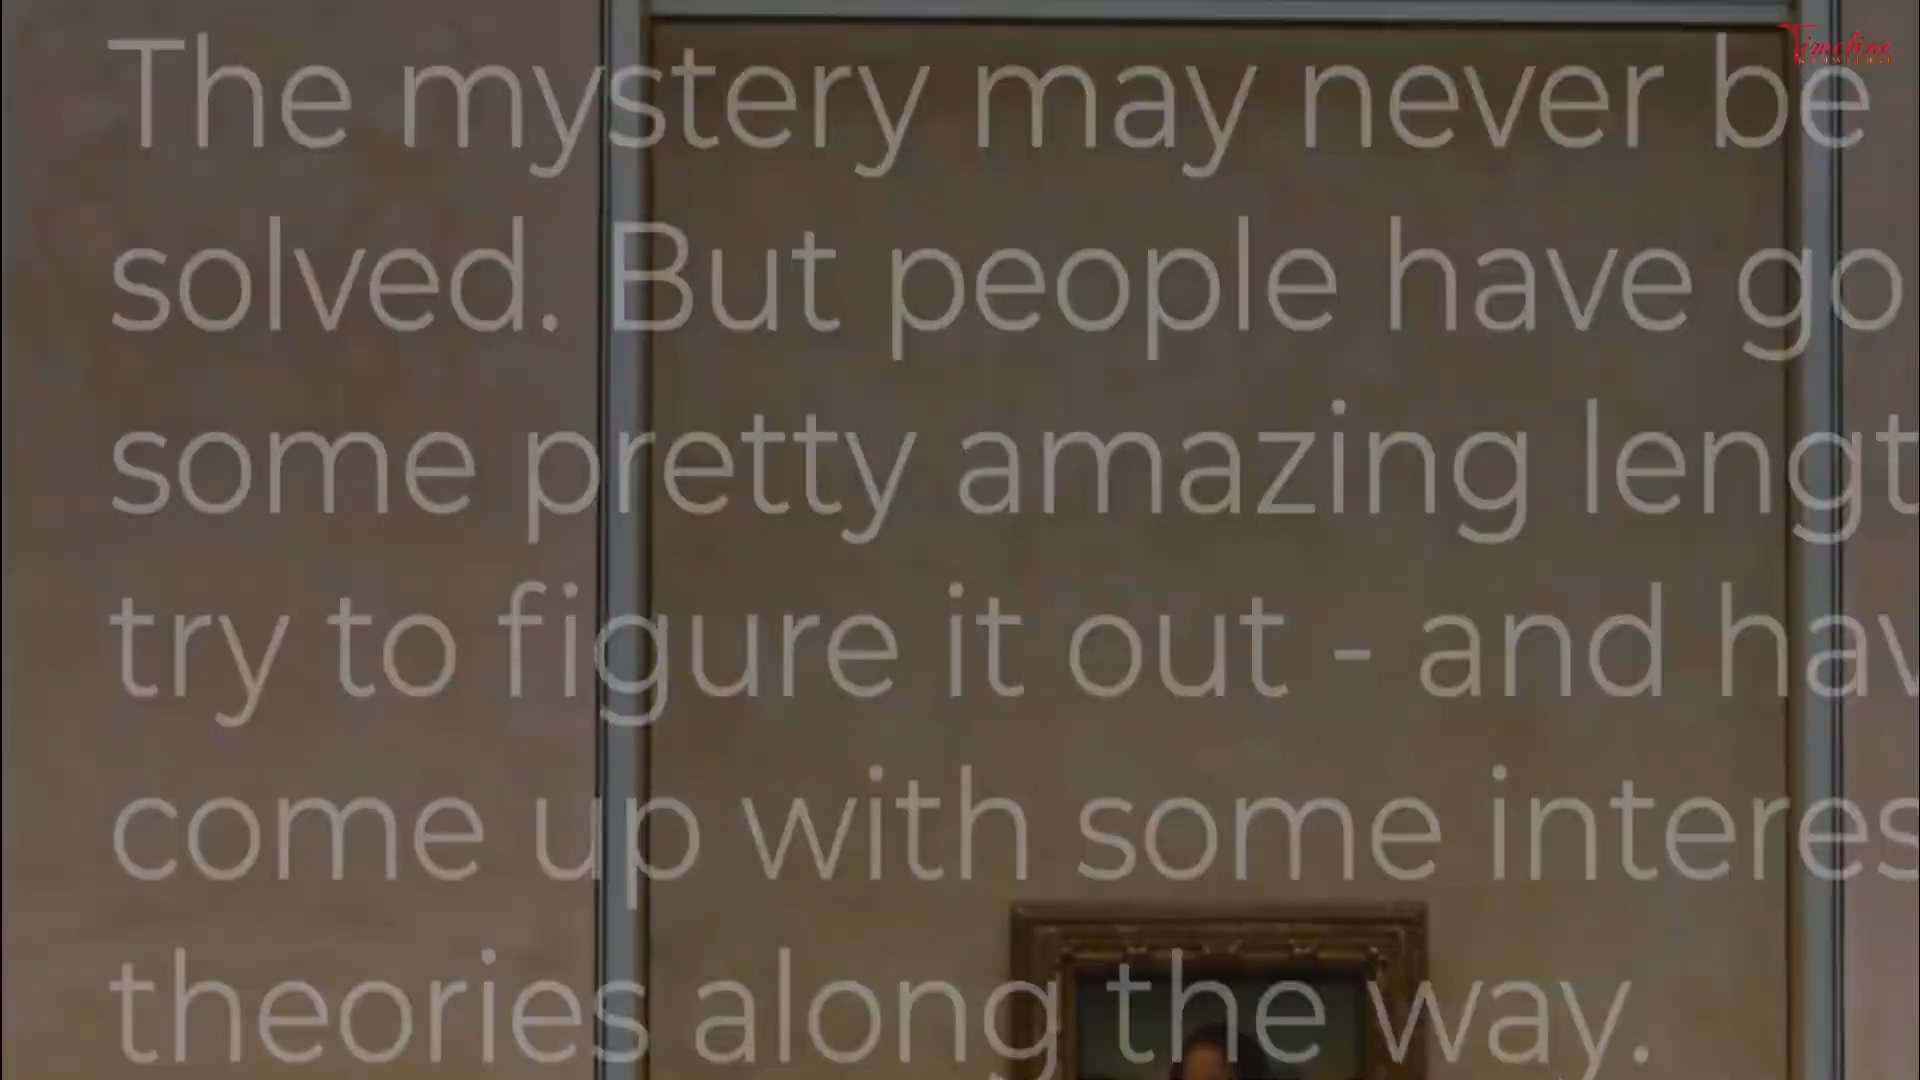 Timeline
The mystery may never be
solved. But people have go
some pretty amazing lengt
try to figure it out - and hav
come up with some interes
theories along the way.